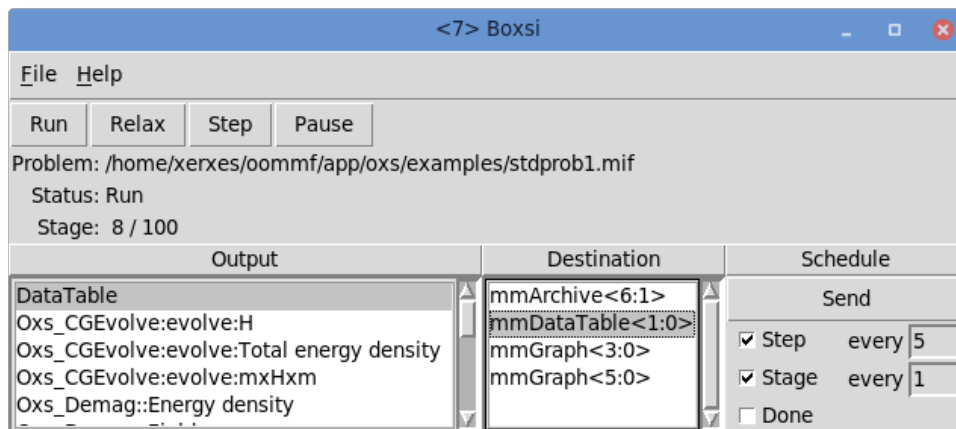 <7> Boxsi
File Help
Run Relax Step Pause
Problem: /home/xerxes/oommf/app/oxs/examples/stdprob1.mif
Status: Run
Stage: 8 / 100
Output Destination Schedule
DataTable mmArchive<6:1> Send
Oxs_CGEvolve:evolve:H mmDataTable<1:0> Step every 5
Oxs_CGEvolve:evolve:Total energy density mmGraph<3:0>
Oxs_CGEvolve:evolve:mxHxm mmGraph<5:0> Stage every 1
Oxs_Demag::Energy density Done